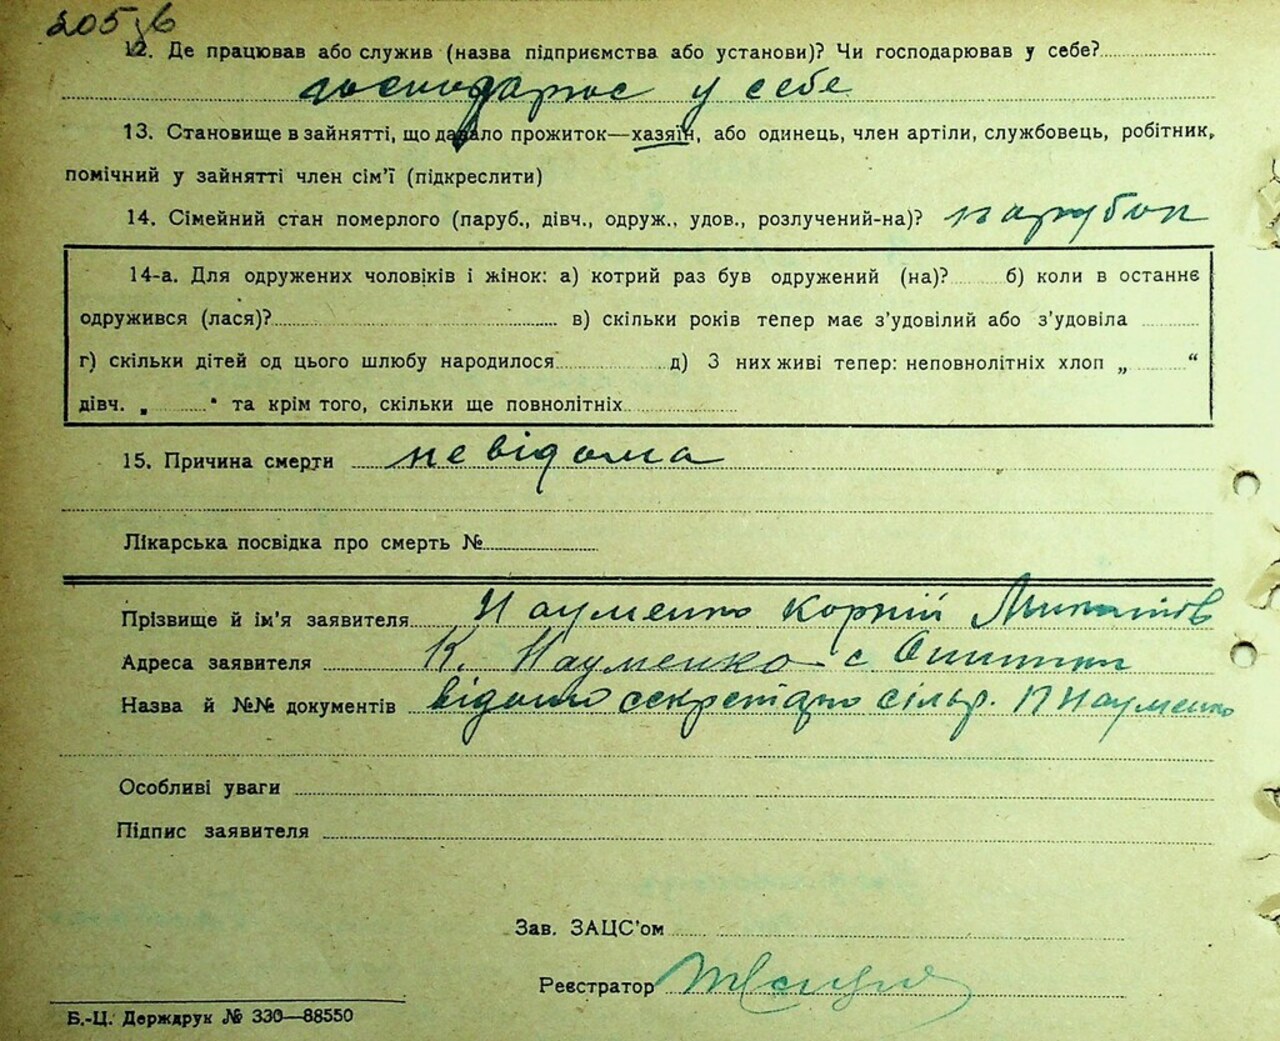 12. Де працював або служив (назва підприємства або установи)? Чи господарював у себе?
господарює у себе
13. Становище в зайнятті, що давало прожиток—хазяїн, або одинець, член артіли, службовець, робітник,
помічний у зайнятті член сім’ї (підкреслити)
14. Сімейний стан померлого (паруб., дівч., одруж., удов., розлучений-на)? парубок
14-а. Для одружених чоловіків і жінок: а) котрий раз був одружений (на)? б) коли в останнє
одружився (лася)? в) скільки років тепер має з’удовілий або з’удовіла
г) скільки дітей од цього шлюбу народилося д) З них живі тепер: неповнолітніх хлоп „ “
дівч. „ “ та крім того, скільки ще повнолітніх
15. Причина смерти невідома
Лікарська посвідка про смерть №
Прізвище й ім’я заявителя Науменко Корній
Адреса заявителя К. Науменко с
Назва й №№ документів відомо секретарю сільр. П Науменко
Особливі уваги
Підпис заявителя
Зав. ЗАЦС’ом
Реєстратор
Б.-Ц. Держдрук № 330—88550